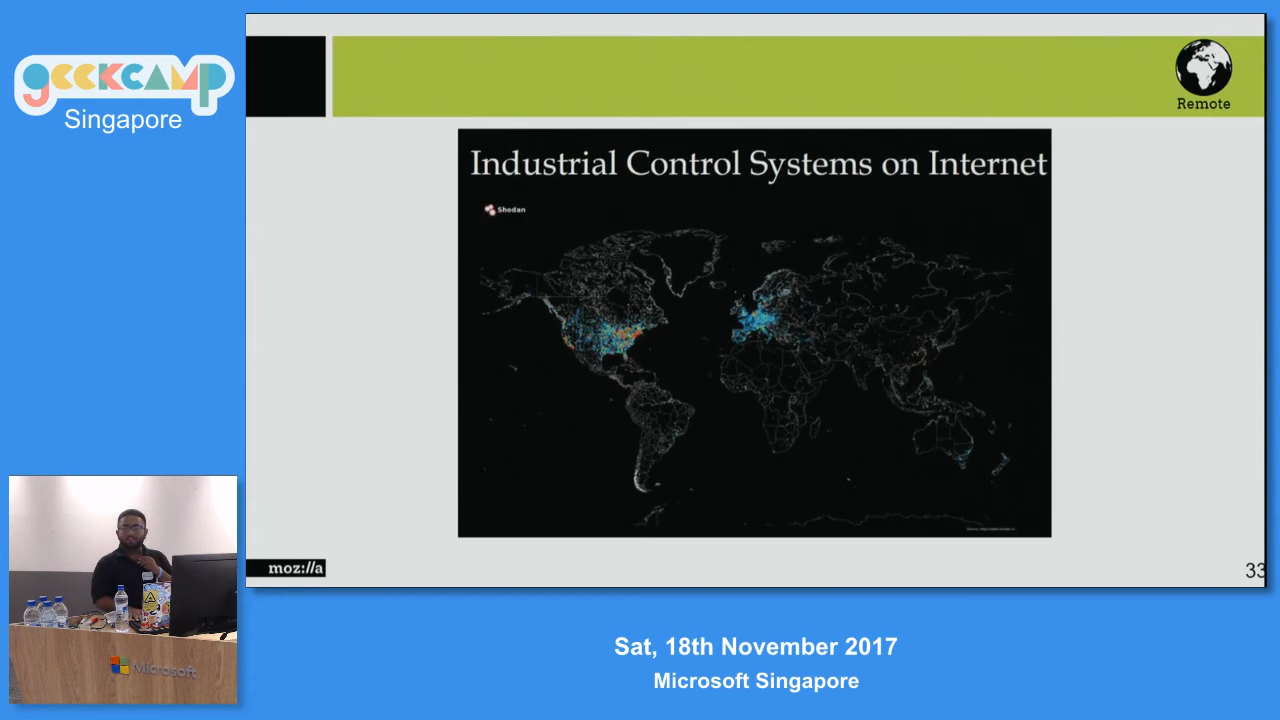 geekcamp
Singapore
Remote
Industrial Control Systems on Internet
Shodan
moz://a
33
Microsoft
Sat, 18th November 2017
Microsoft Singapore